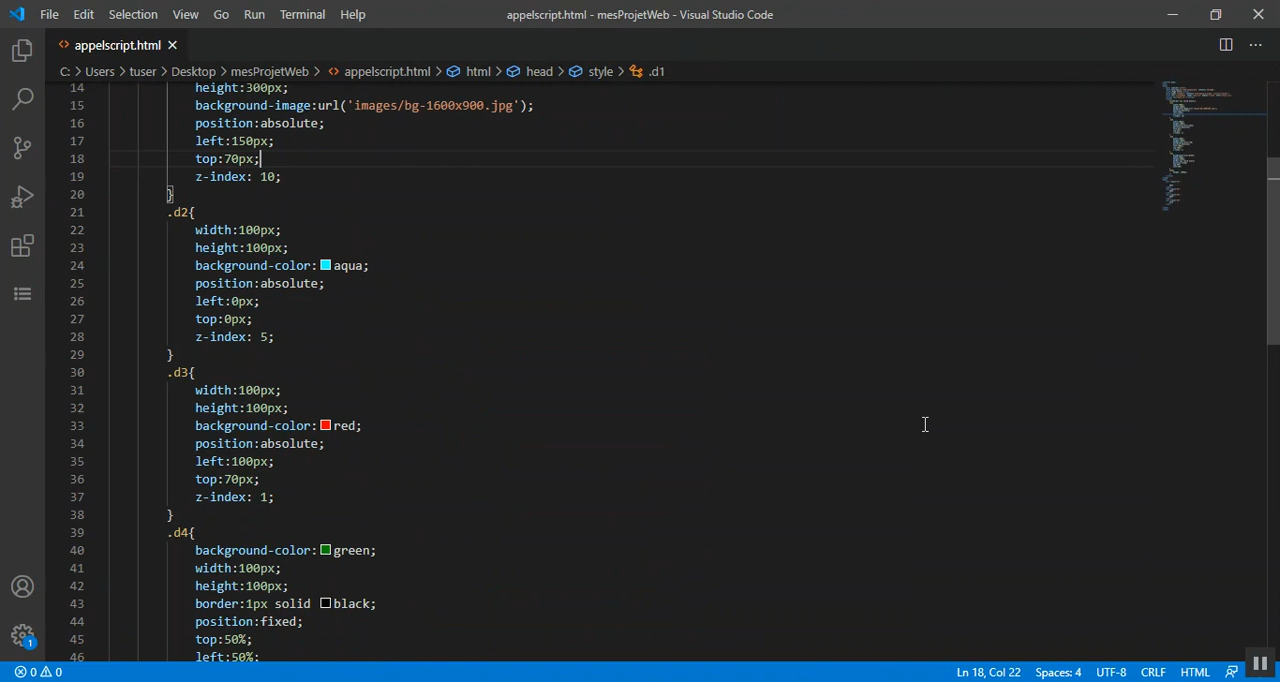 File Edit Selection View Go Run Terminal Help appelscript.html - mesProjetWeb - Visual Studio Code
appelscript.html
C: > Users > tuser > Desktop > mesProjetWeb > appelscript.html > html > head > style > .d1
14 height:300px;
15 background-image:url('images/bg-1600x900.jpg');
16 position:absolute;
17 left:150px;
18 top:70px;
19 z-index: 10;
20 }
21 .d2{
22 width:100px;
23 height:100px;
24 background-color:aqua;
25 position:absolute;
26 left:0px;
27 top:0px;
28 z-index: 5;
29 }
30 .d3{
31 width:100px;
32 height:100px;
33 background-color:red;
34 position:absolute;
35 left:100px;
36 top:70px;
37 z-index: 1;
38 }
39 .d4{
40 background-color:green;
41 width:100px;
42 height:100px;
43 border:1px solid black;
44 position:fixed;
45 top:50%;
46 left:50%;
1
0 0 Ln 18, Col 22 Spaces: 4 UTF-8 CRLF HTML